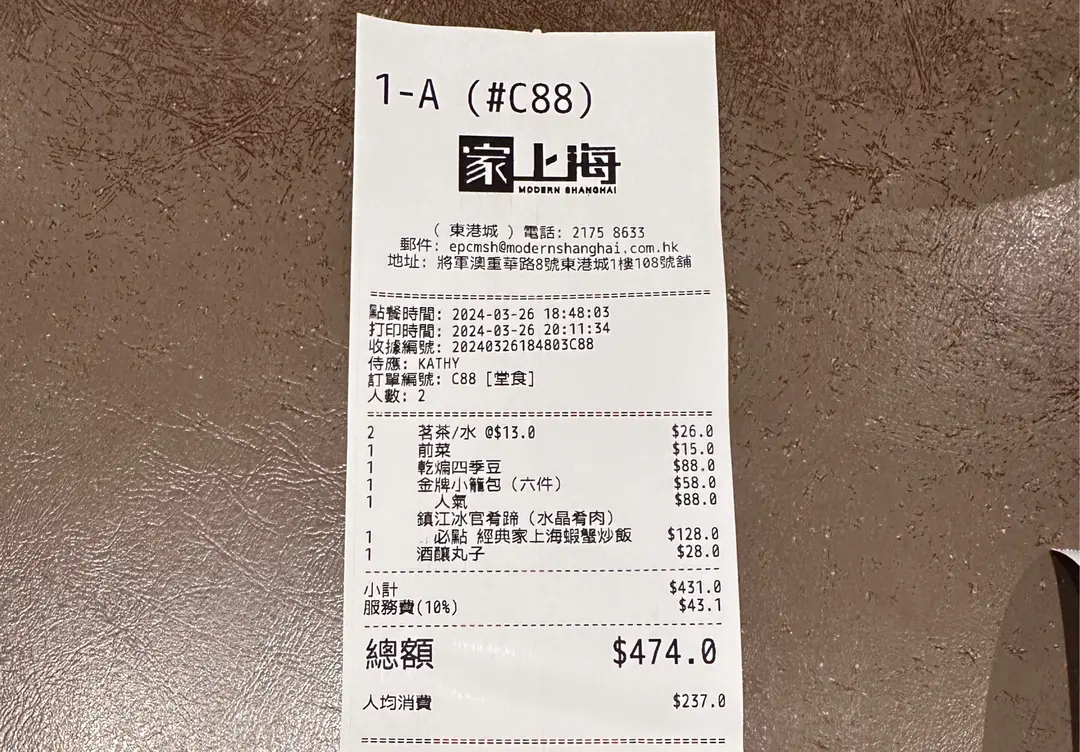 1-A (#C88)
家上海
MODERN SHANGHAI
( 東港城 ) 電話: 2175 8633
郵件: epcmsh@modernshanghai.com.hk
地址: 將軍澳重華路8號東港城1樓108號舖
點餐時間: 2024-03-26 18:48:03
打印時間: 2024-03-26 20:11:34
收據編號: 20240326184803C88
侍應: KATHY
訂單編號: C88 [堂食]
人數: 2
2 茗茶/水 @$13.0 $26.0
1 前菜 $15.0
1 乾煸四季豆 $88.0
1 金牌小籠包 (六件) $58.0
1 人氣 $88.0
鎮江冰官肴蹄 (水晶肴肉)
1 必點 經典家上海蝦蟹炒飯 $128.0
1 酒釀丸子 $28.0
小計 $431.0
服務費(10%) $43.1
總額 $474.0
人均消費 $237.0